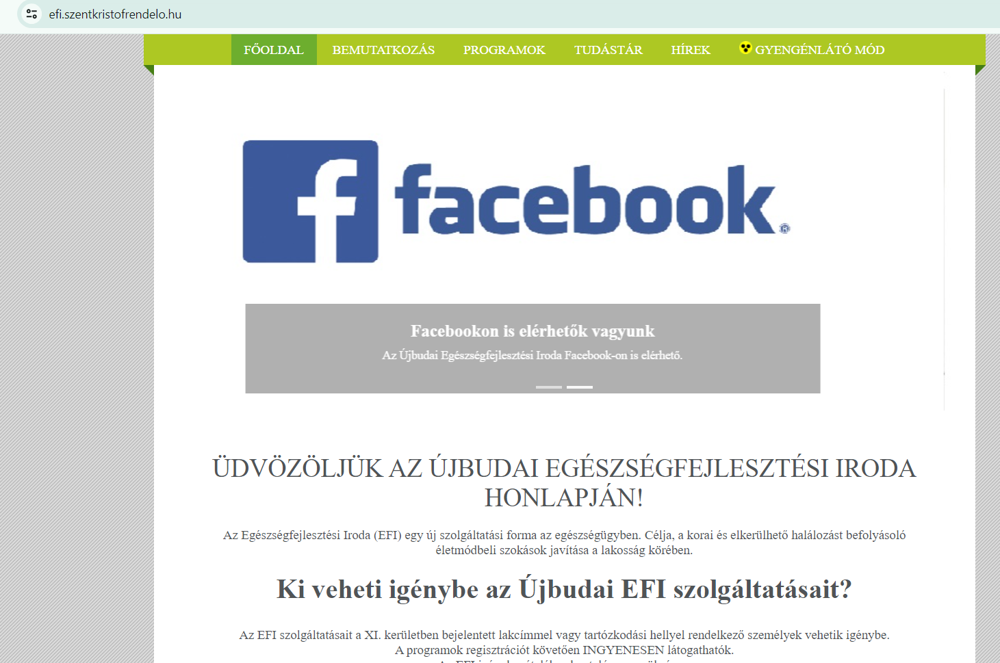 efi.szentkristofrendelo.hu
FŐOLDAL BEMUTATKOZÁS PROGRAMOK TUDÁSTÁR HÍREK GYENGÉNLÁTÓ MÓD
f facebook®
Facebookon is elérhetők vagyunk
Az Újbudai Egészségfejlesztési Iroda Facebook-on is elérhető.
ÜDVÖZÖLJÜK AZ ÚJBUDAI EGÉSZSÉGFEJLESZTÉSI IRODA
HONLAPJÁN!
Az Egészségfejlesztési Iroda (EFI) egy új szolgáltatási forma az egészségügyben. Célja, a korai és elkerülhető halálozást befolyásoló
életmódbeli szokások javítása a lakosság körében.
Ki veheti igénybe az Újbudai EFI szolgáltatásait?
Az EFI szolgáltatásait a XI. kerületben bejelentett lakcímmel vagy tartózkodási hellyel rendelkező személyek vehetik igénybe.
A programok regisztrációt követően INGYENESEN látogathatók.